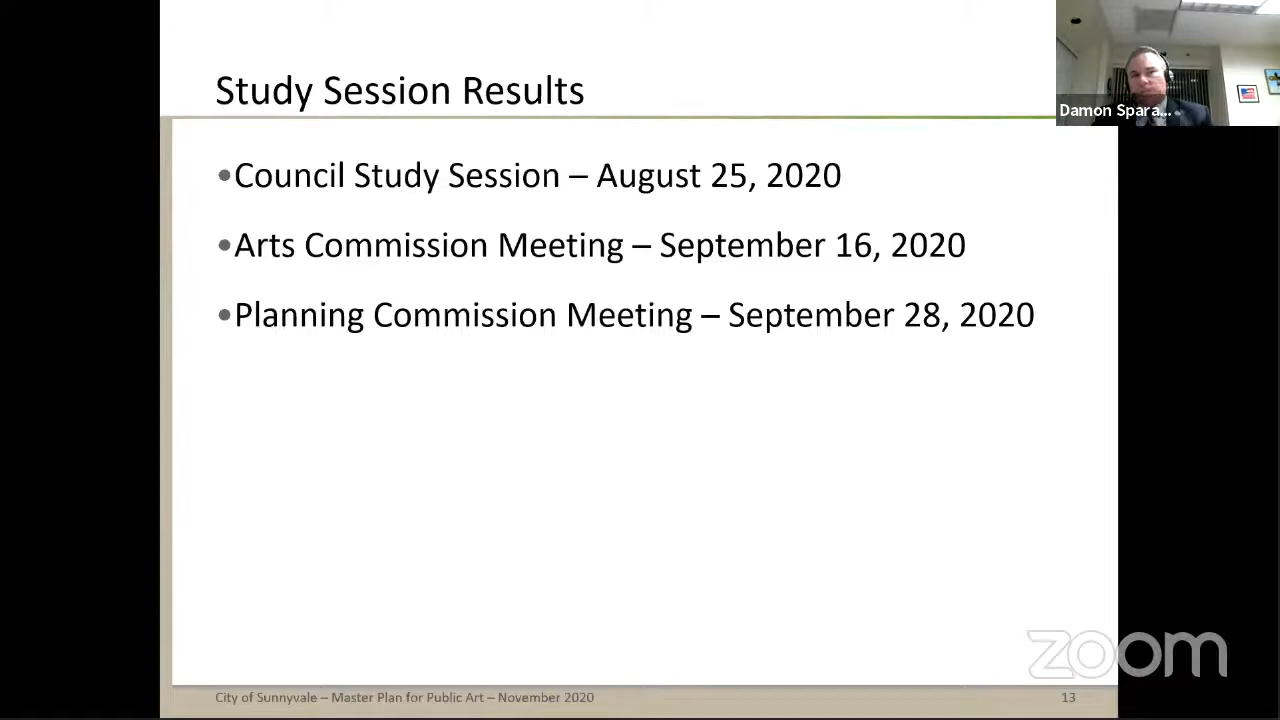 Study Session Results
Damon Spara...
•Council Study Session – August 25, 2020
•Arts Commission Meeting – September 16, 2020
•Planning Commission Meeting – September 28, 2020
zoom
City of Sunnyvale – Master Plan for Public Art – November 2020
13